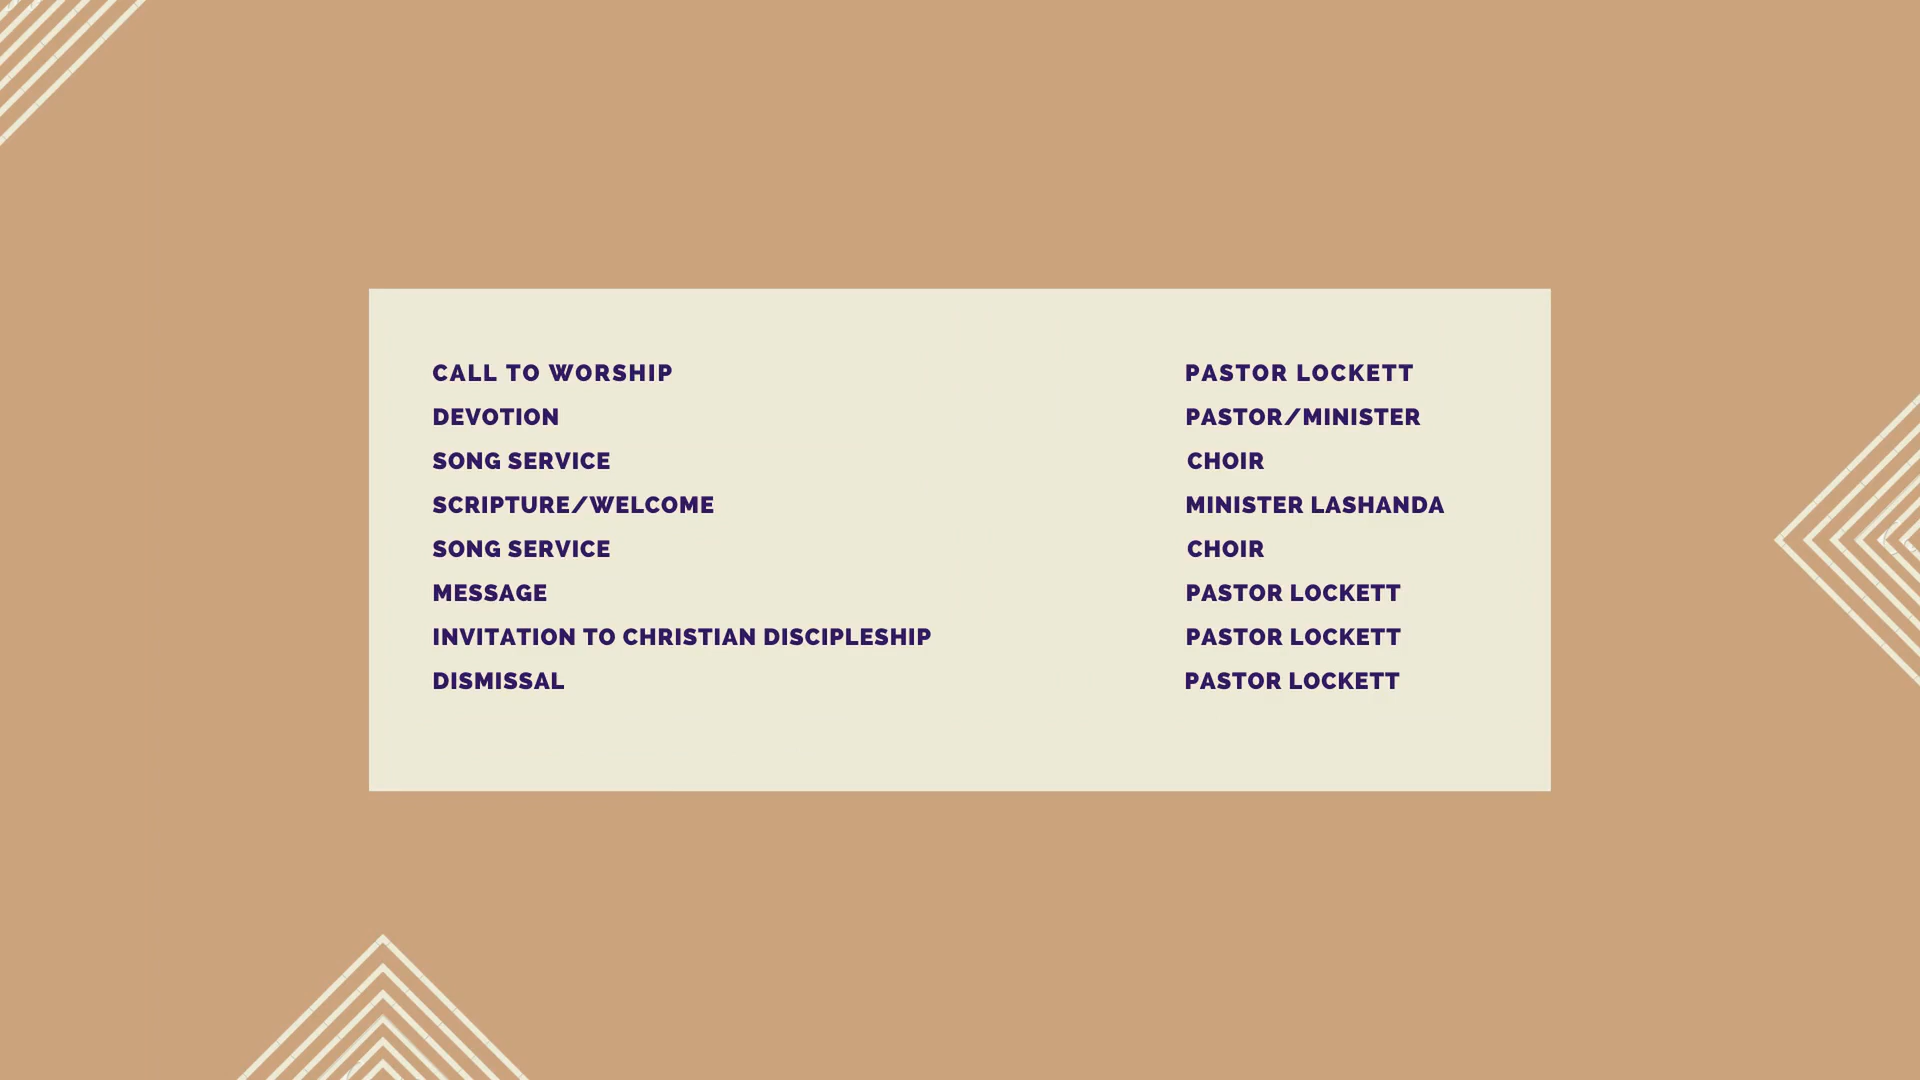 CALL TO WORSHIP PASTOR LOCKETT
DEVOTION PASTOR/MINISTER
SONG SERVICE CHOIR
SCRIPTURE/WELCOME MINISTER LASHANDA
SONG SERVICE CHOIR
MESSAGE PASTOR LOCKETT
INVITATION TO CHRISTIAN DISCIPLESHIP PASTOR LOCKETT
DISMISSAL PASTOR LOCKETT